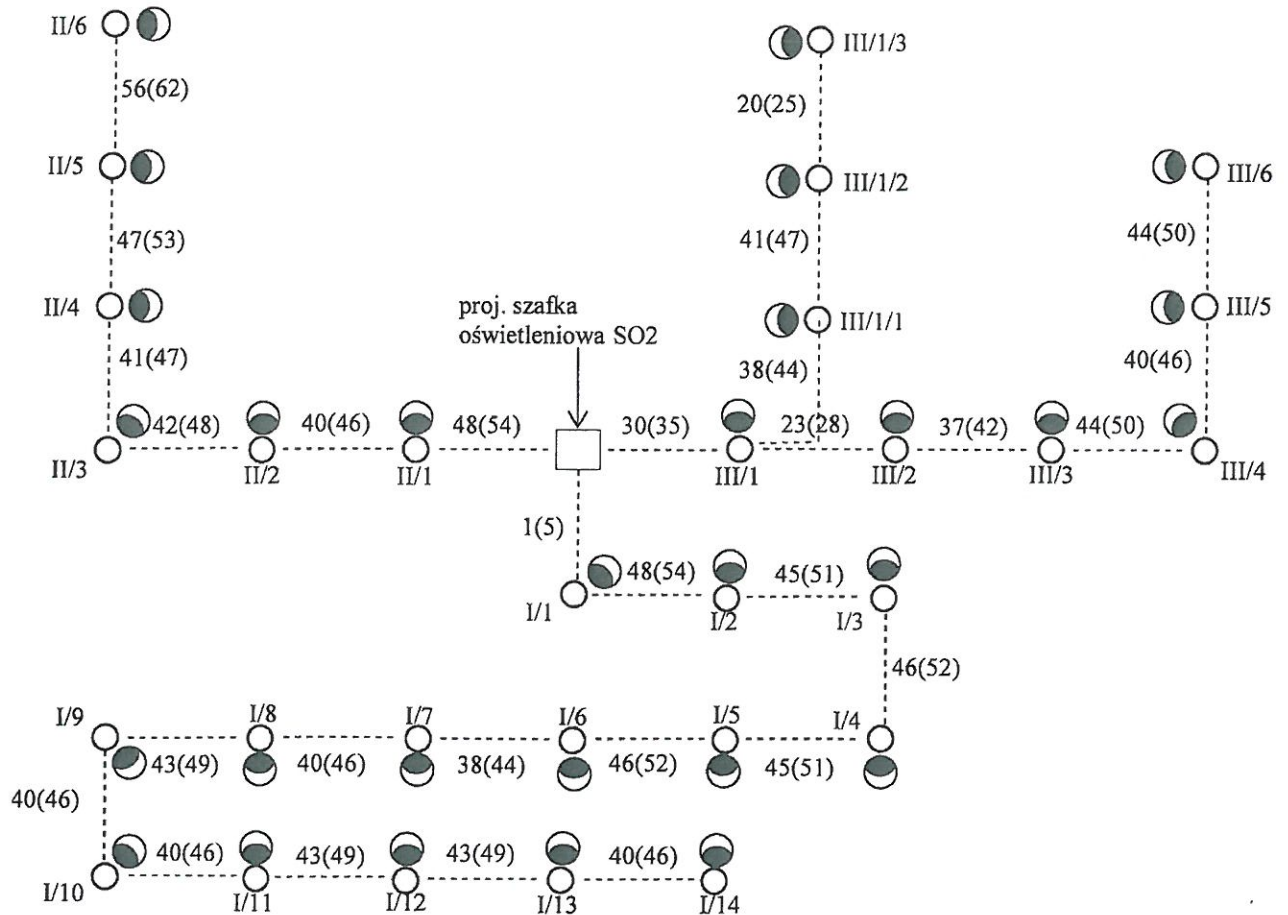 II/6
III/1/3
56(62)
20(25)
II/5
III/1/2
III/6
47(53)
41(47)
44(50)
II/4
proj. szafka
oświetleniowa SO2
III/1/1
III/5
41(47)
38(44)
40(46)
42(48)
40(46)
48(54)
30(35)
23(28)
37(42)
44(50)
II/3
II/2
II/1
III/1
III/2
III/3
III/4
1(5)
48(54)
45(51)
I/1
I/2
I/3
46(52)
I/9
I/8
I/7
I/6
I/5
I/4
43(49)
40(46)
38(44)
46(52)
45(51)
40(46)
40(46)
43(49)
43(49)
40(46)
I/10
I/11
I/12
I/13
I/14